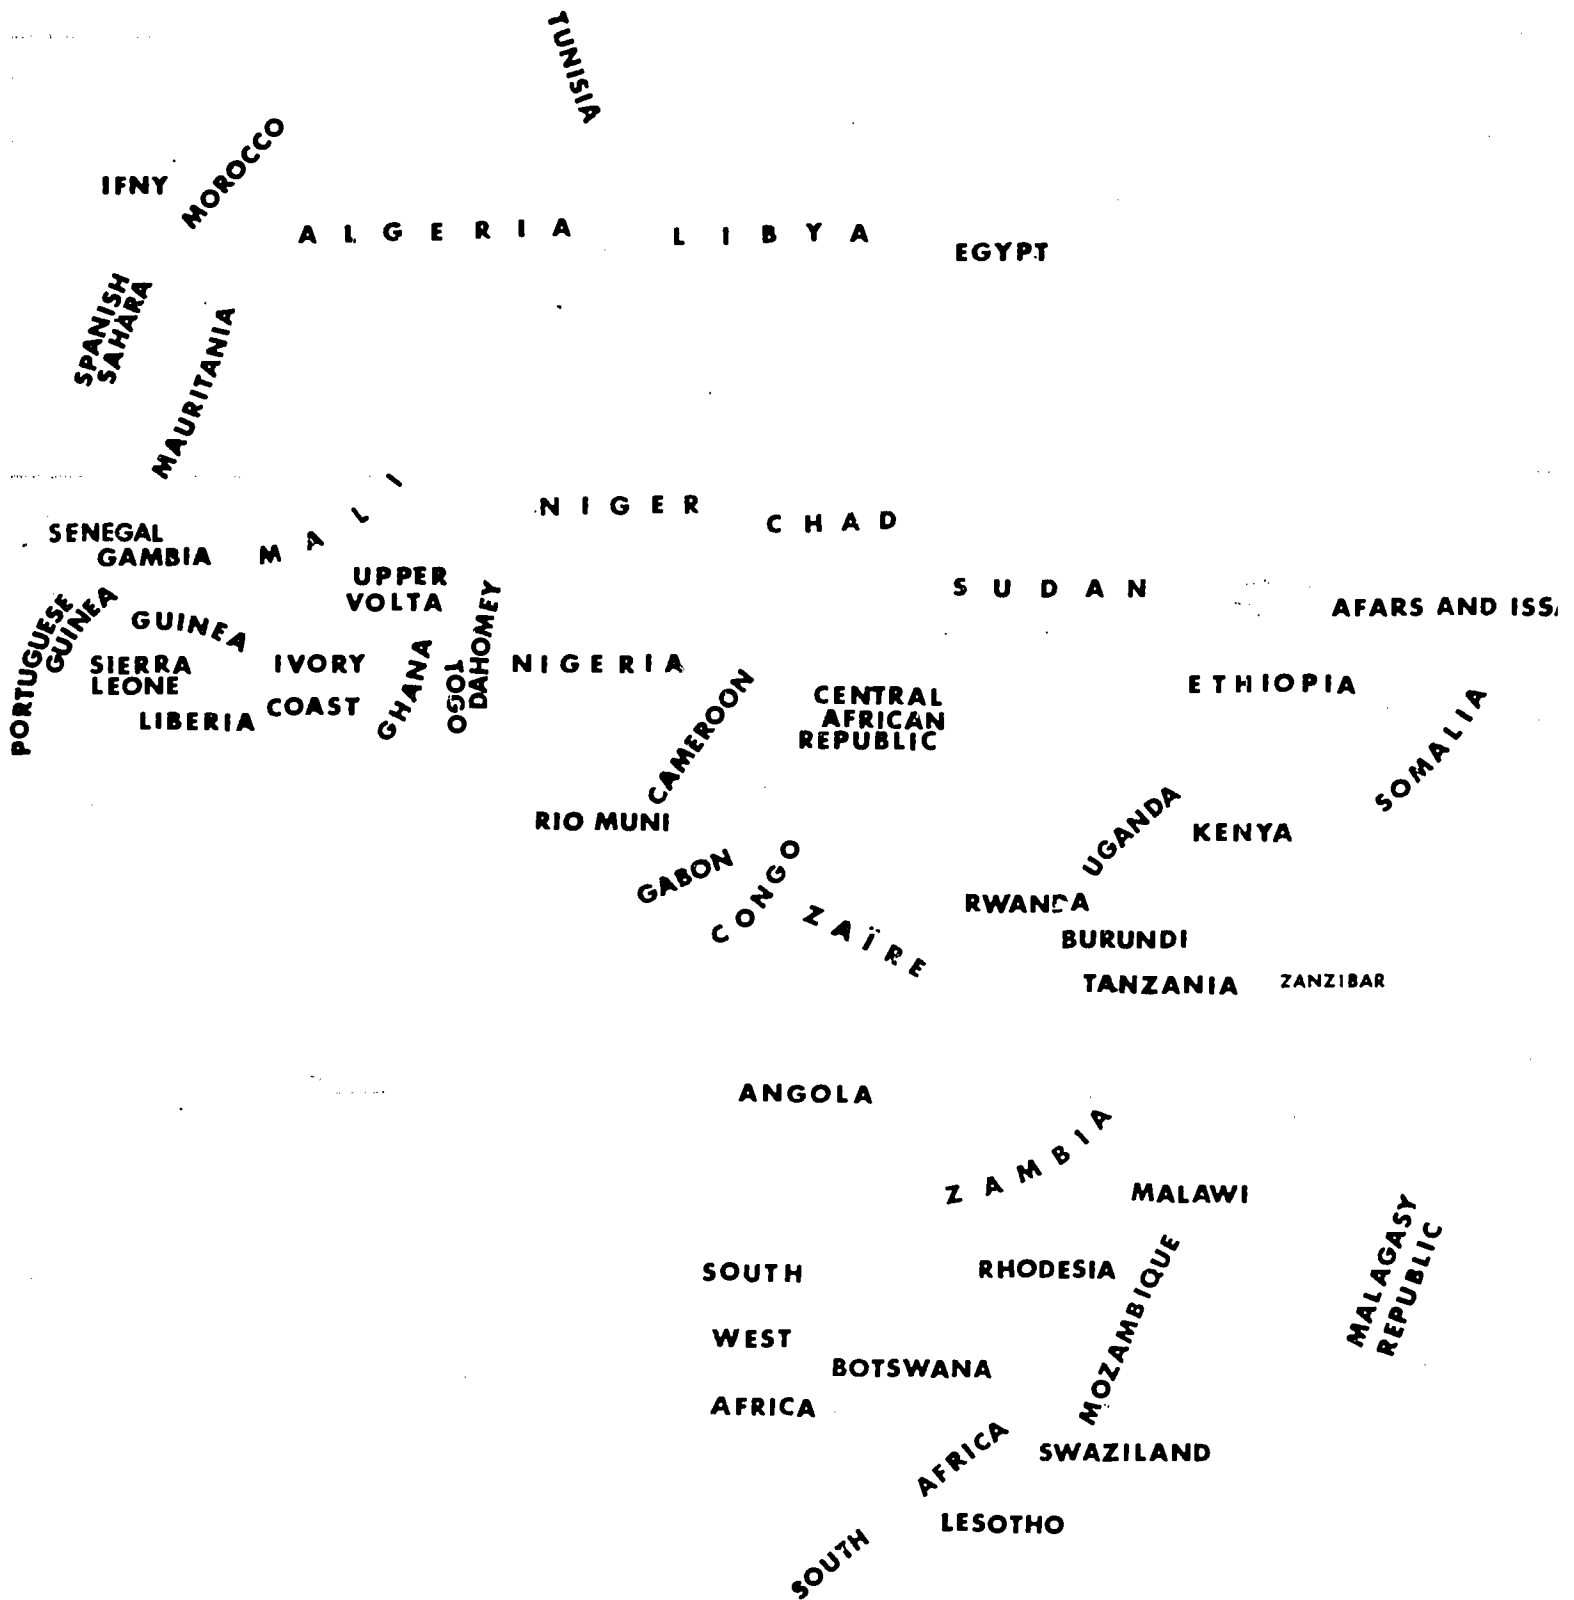 TUNISIA
IFNY
MOROCCO
ALGERIA
LIBYA
EGYPT
SPANISH
SAHARA
MAURITANIA
MALI
NIGER
CHAD
SENEGAL
GAMBIA
UPPER
VOLTA
SUDAN
AFARS AND ISSA
PORTUGUESE
GUINEA
GUINEA
SIERRA
LEONE
LIBERIA
IVORY
COAST
GHANA
TOGO
DAHOMEY
NIGERIA
CAMEROON
CENTRAL
AFRICAN
REPUBLIC
ETHIOPIA
SOMALIA
RIO MUNI
UGANDA
KENYA
GABON
CONGO
ZAÏRE
RWANDA
BURUNDI
TANZANIA
ZANZIBAR
ANGOLA
ZAMBIA
MALAWI
MALAGASY
REPUBLIC
SOUTH
WEST
AFRICA
RHODESIA
MOZAMBIQUE
BOTSWANA
SWAZILAND
SOUTH AFRICA
LESOTHO